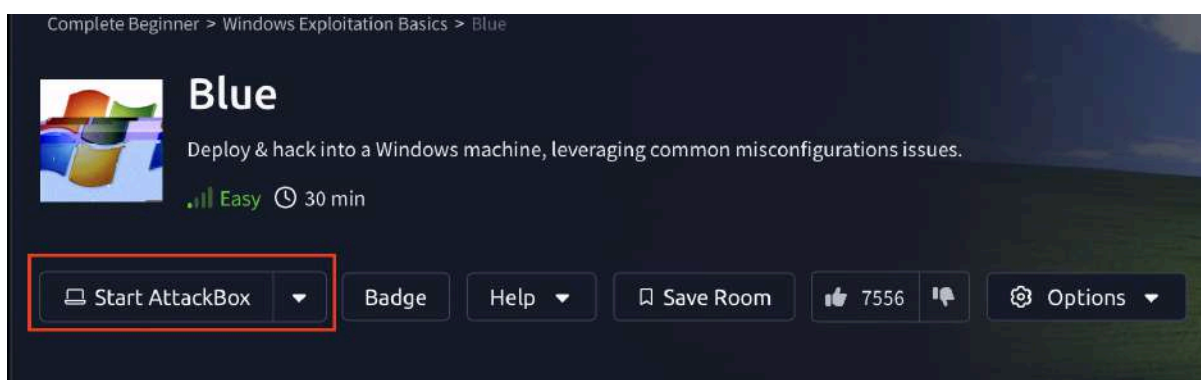 Complete Beginner > Windows Exploitation Basics > Blue
Blue
Deploy & hack into a Windows machine, leveraging common misconfigurations issues.
Easy 30 min
Start AttackBox Badge Help Save Room 7556 Options